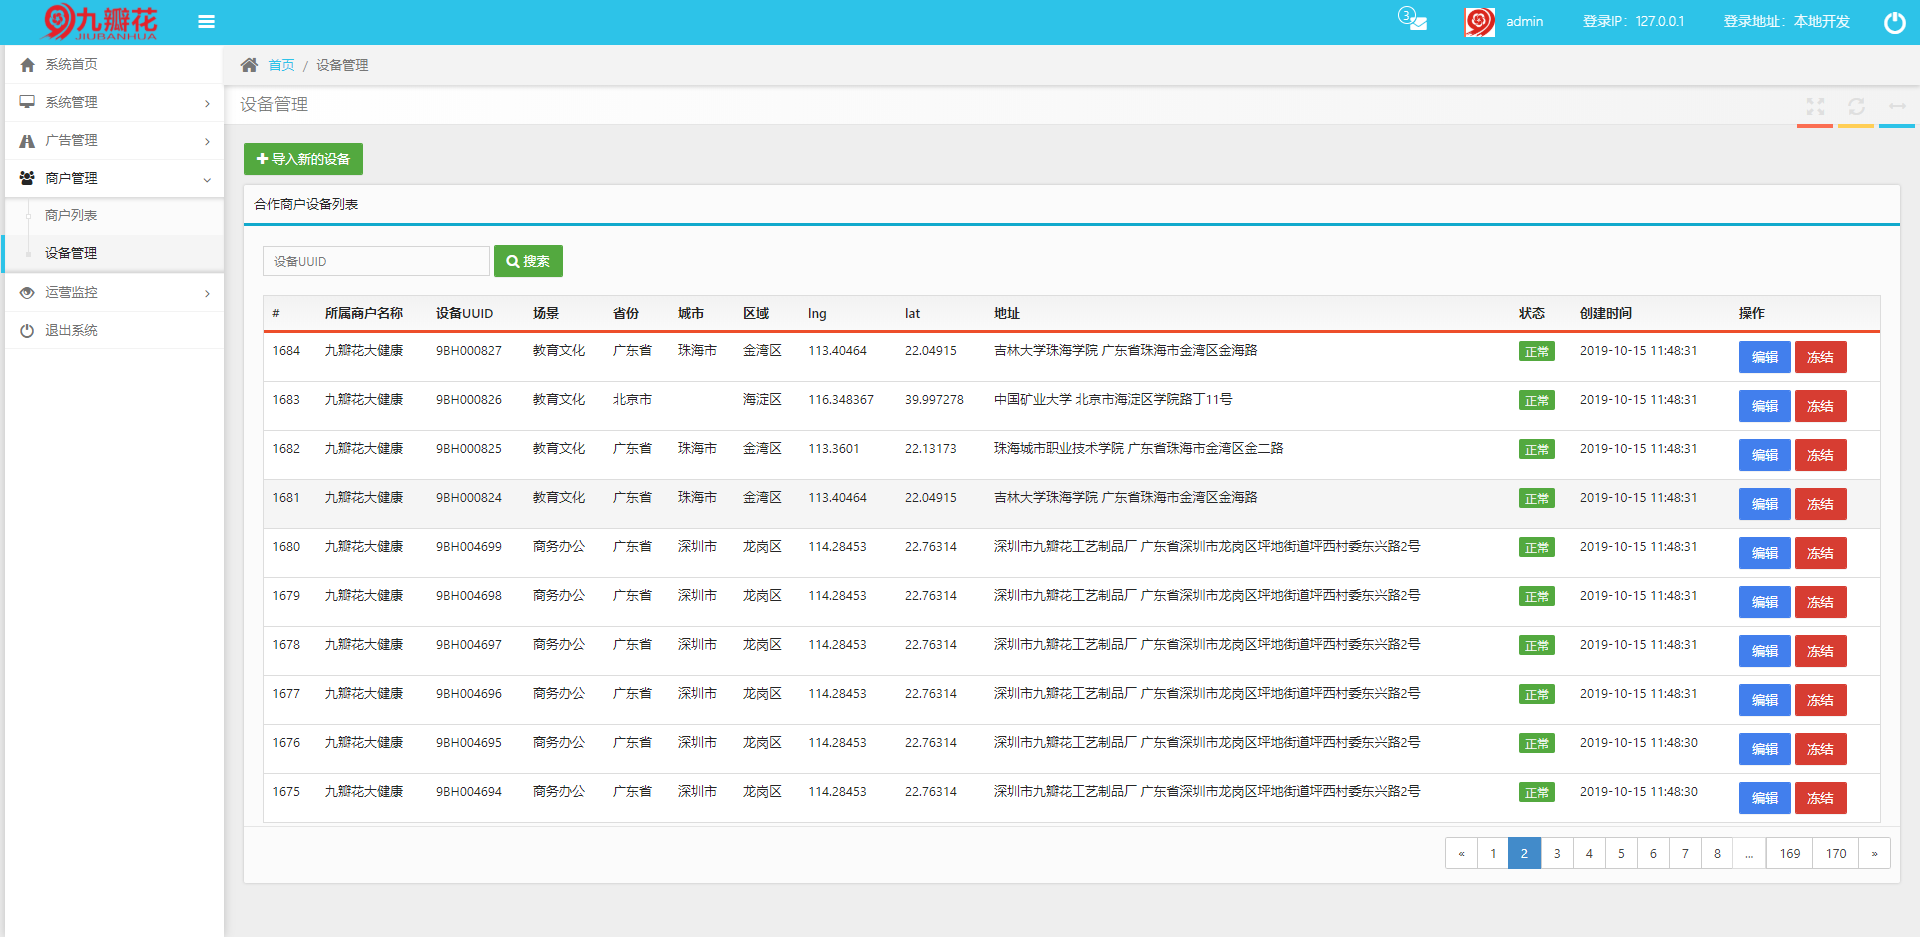 九瓣花
JIUBANHUA
3
admin
登录IP：127.0.0.1
登录地址：本地开发
系统首页
系统管理
广告管理
商户管理
商户列表
设备管理
运营监控
退出系统
首页 / 设备管理
设备管理
导入新的设备
合作商户设备列表
设备UUID 搜索
# 所属商户名称 设备UUID 场景 省份 城市 区域 lng lat 地址 状态 创建时间 操作
1684 九瓣花大健康 9BH000827 教育文化 广东省 珠海市 金湾区 113.40464 22.04915 吉林大学珠海学院 广东省珠海市金湾区金海路 正常 2019-10-15 11:48:31 编辑 冻结
1683 九瓣花大健康 9BH000826 教育文化 北京市 海淀区 116.348367 39.997278 中国矿业大学 北京市海淀区学院路丁11号 正常 2019-10-15 11:48:31 编辑 冻结
1682 九瓣花大健康 9BH000825 教育文化 广东省 珠海市 金湾区 113.3601 22.13173 珠海城市职业技术学院 广东省珠海市金湾区金二路 正常 2019-10-15 11:48:31 编辑 冻结
1681 九瓣花大健康 9BH000824 教育文化 广东省 珠海市 金湾区 113.40464 22.04915 吉林大学珠海学院 广东省珠海市金湾区金海路 正常 2019-10-15 11:48:31 编辑 冻结
1680 九瓣花大健康 9BH004699 商务办公 广东省 深圳市 龙岗区 114.28453 22.76314 深圳市九瓣花工艺制品厂 广东省深圳市龙岗区坪地街道坪西村委东兴路2号 正常 2019-10-15 11:48:31 编辑 冻结
1679 九瓣花大健康 9BH004698 商务办公 广东省 深圳市 龙岗区 114.28453 22.76314 深圳市九瓣花工艺制品厂 广东省深圳市龙岗区坪地街道坪西村委东兴路2号 正常 2019-10-15 11:48:31 编辑 冻结
1678 九瓣花大健康 9BH004697 商务办公 广东省 深圳市 龙岗区 114.28453 22.76314 深圳市九瓣花工艺制品厂 广东省深圳市龙岗区坪地街道坪西村委东兴路2号 正常 2019-10-15 11:48:31 编辑 冻结
1677 九瓣花大健康 9BH004696 商务办公 广东省 深圳市 龙岗区 114.28453 22.76314 深圳市九瓣花工艺制品厂 广东省深圳市龙岗区坪地街道坪西村委东兴路2号 正常 2019-10-15 11:48:31 编辑 冻结
1676 九瓣花大健康 9BH004695 商务办公 广东省 深圳市 龙岗区 114.28453 22.76314 深圳市九瓣花工艺制品厂 广东省深圳市龙岗区坪地街道坪西村委东兴路2号 正常 2019-10-15 11:48:30 编辑 冻结
1675 九瓣花大健康 9BH004694 商务办公 广东省 深圳市 龙岗区 114.28453 22.76314 深圳市九瓣花工艺制品厂 广东省深圳市龙岗区坪地街道坪西村委东兴路2号 正常 2019-10-15 11:48:30 编辑 冻结
« 1 2 3 4 5 6 7 8 ... 169 170 »